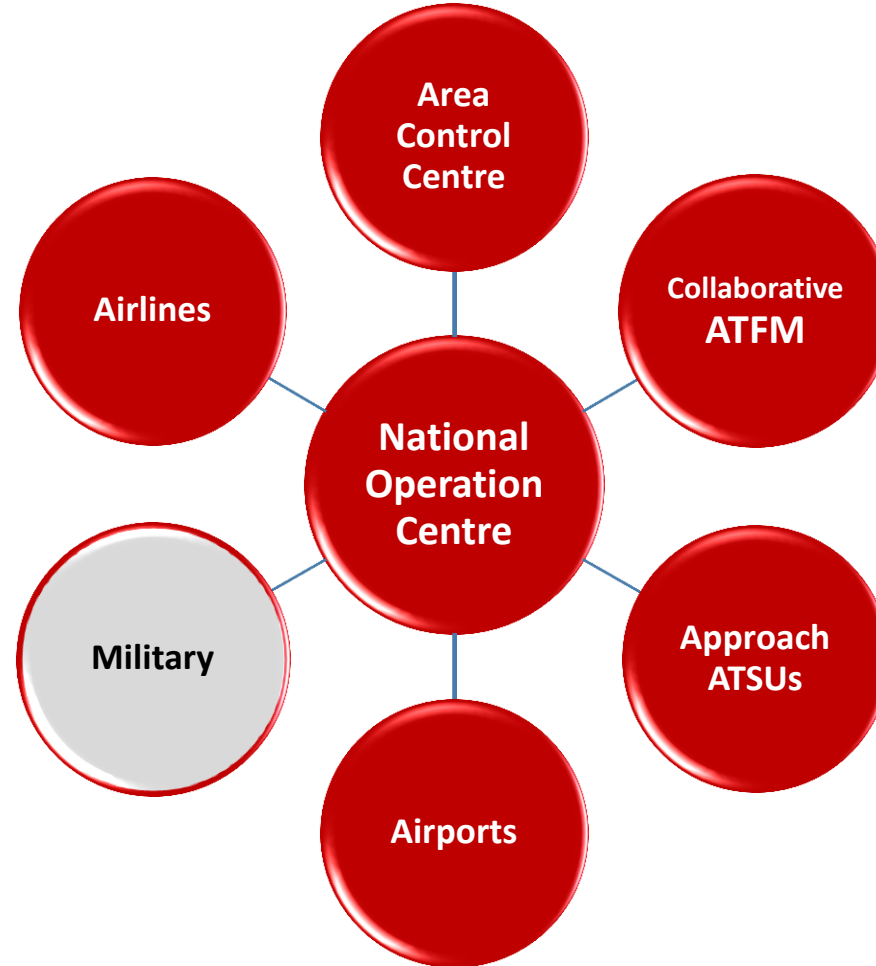 Area
Control
Centre
Collaborative
ATFM
Airlines
National
Operation
Centre
Approach
ATSUs
Military
Airports